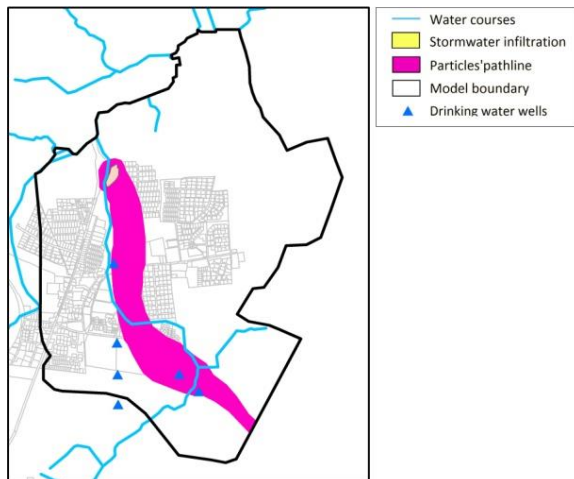 Water courses
Stormwater infiltration
Particles'pathline
Model boundary
Drinking water wells